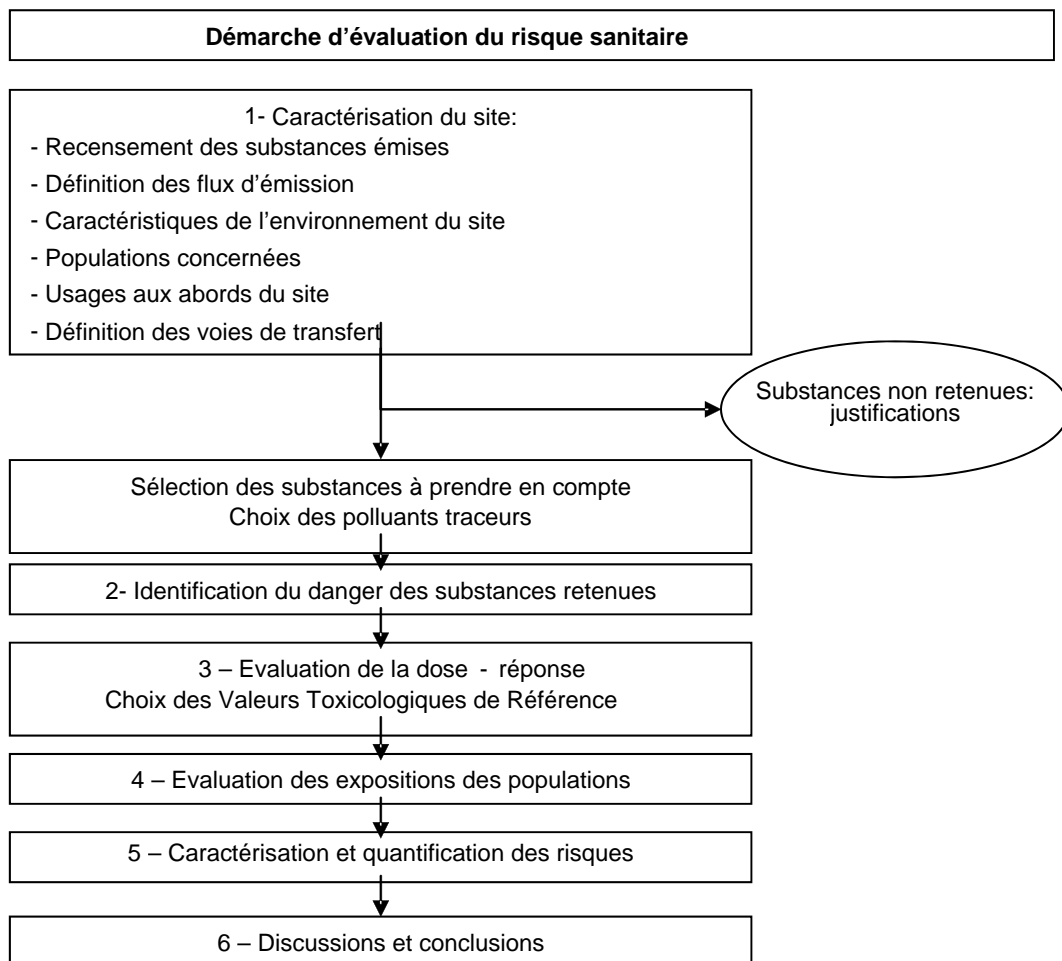 Démarche d'évaluation du risque sanitaire
1- Caractérisation du site:
- Recensement des substances émises
- Définition des flux d'émission
- Caractéristiques de l'environnement du site
- Populations concernées
- Usages aux abords du site
- Définition des voies de transfert
Substances non retenues:
justifications
Sélection des substances à prendre en compte
Choix des polluants traceurs
2- Identification du danger des substances retenues
3 – Evaluation de la dose - réponse
Choix des Valeurs Toxicologiques de Référence
4 – Evaluation des expositions des populations
5 – Caractérisation et quantification des risques
6 – Discussions et conclusions